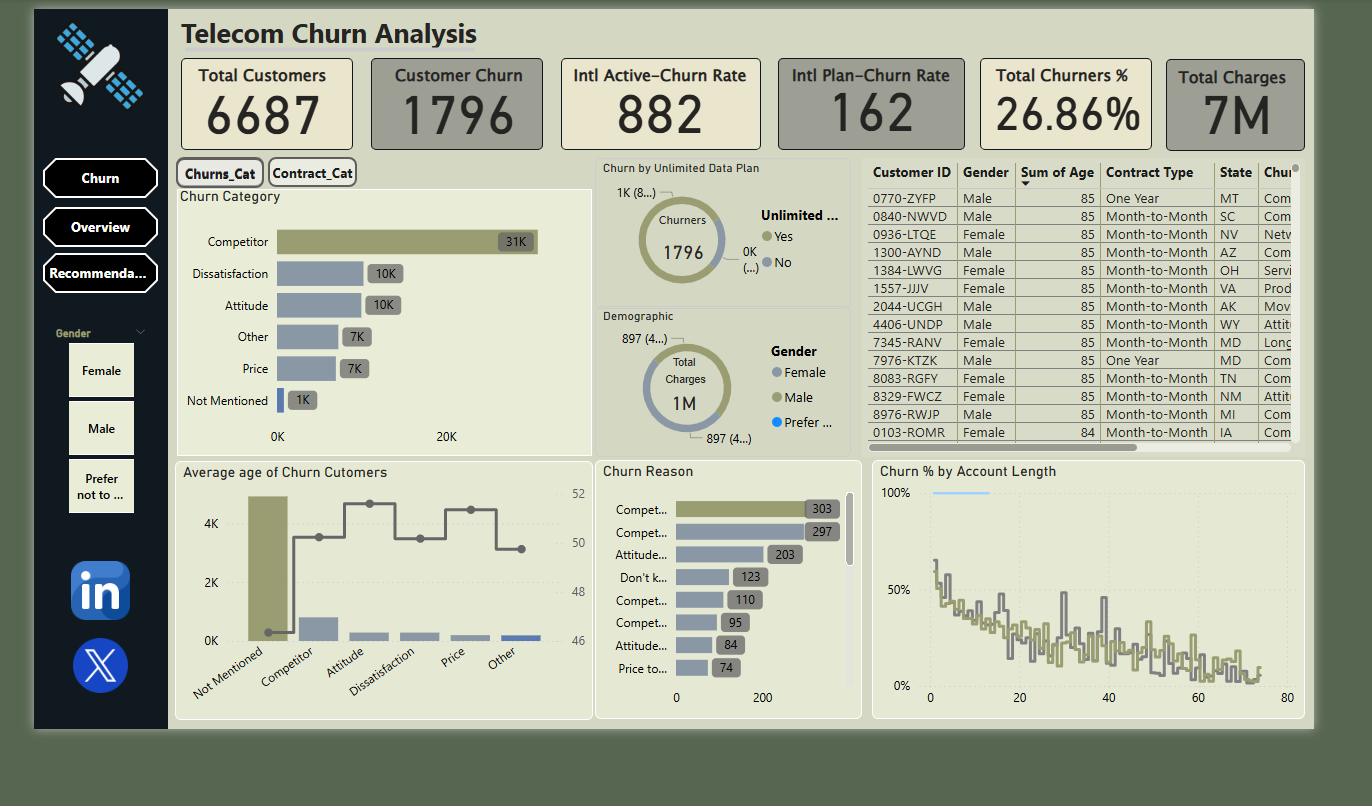 Telecom Churn Analysis
Total Customers
6687
Customer Churn
1796
Intl Active-Churn Rate
882
Intl Plan-Churn Rate
162
Total Churners %
26.86%
Total Charges
7M
Churn
Overview
Recommenda...
Gender
Female
Male
Prefer
not to ...
in
X
Churns_Cat
Contract_Cat
Churn Category
Competitor 31K
Dissatisfaction 10K
Attitude 10K
Other 7K
Price 7K
Not Mentioned 1K
0K 20K
Churn by Unlimited Data Plan
1K (8...)
Churners
1796
0K
(...)
Unlimited ...
Yes
No
Demographic
897 (4...)
Total
Charges
1M
897 (4...)
Gender
Female
Male
Prefer ...
Customer ID Gender Sum of Age Contract Type State Chur
0770-ZYFP Male 85 One Year MT Com
0840-NWVD Male 85 Month-to-Month SC Com
0936-LTQE Female 85 Month-to-Month NV Netw
1300-AYND Male 85 Month-to-Month AZ Com
1384-LWVG Female 85 Month-to-Month OH Servi
1557-JJJV Female 85 Month-to-Month VA Prod
2044-UCGH Male 85 Month-to-Month AK Mov
4406-UNDP Male 85 Month-to-Month WY Attit
7345-RANV Female 85 Month-to-Month MD Long
7976-KTZK Male 85 One Year MD Com
8083-RGFY Female 85 Month-to-Month TN Com
8329-FWCZ Female 85 Month-to-Month NM Attit
8976-RWJP Male 85 Month-to-Month MI Com
0103-ROMR Female 84 Month-to-Month IA Com
Average age of Churn Cutomers
4K
2K
0K
52
50
48
46
Not Mentioned
Competitor
Attitude
Dissatisfaction
Price
Other
Churn Reason
Compet... 303
Compet... 297
Attitude... 203
Don't k... 123
Compet... 110
Compet... 95
Attitude... 84
Price to... 74
0 200
Churn % by Account Length
100%
50%
0%
0 20 40 60 80